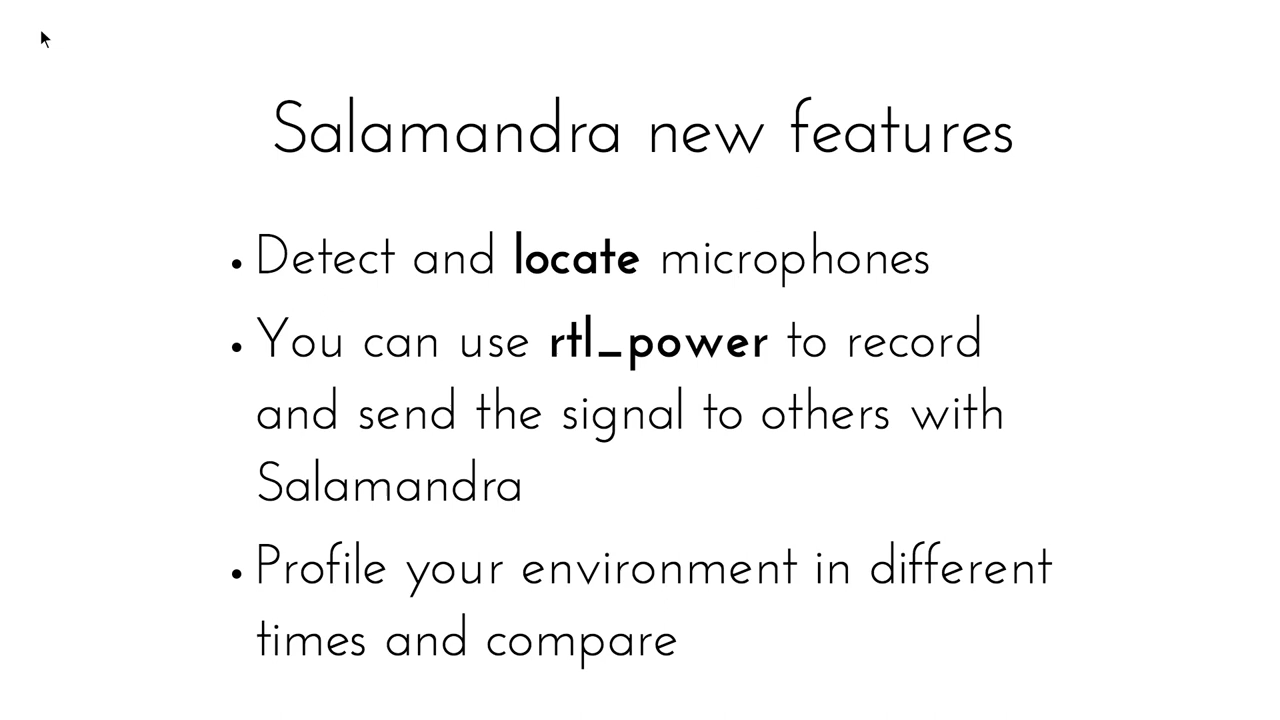 Salamandra new features
• Detect and locate microphones
• You can use rtl_power to record
and send the signal to others with
Salamandra
• Profile your environment in different
times and compare